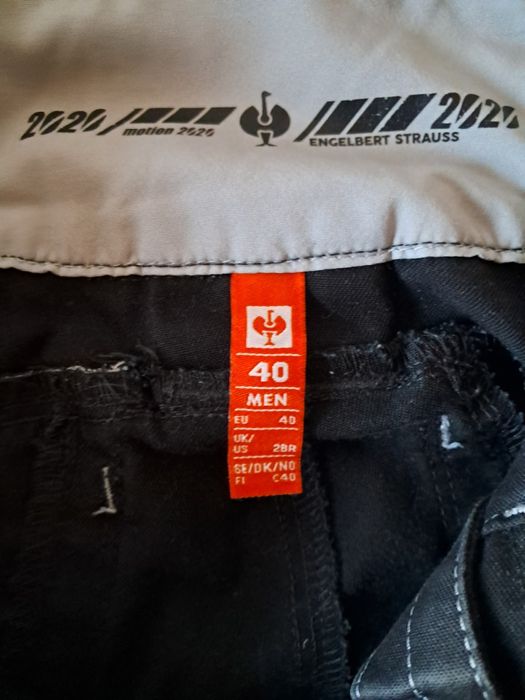 2020 motion 2020 ENGELBERT STRAUSS 2020
40
MEN
EU 40
UK/
US 28R
SE/DK/NO
FI C40